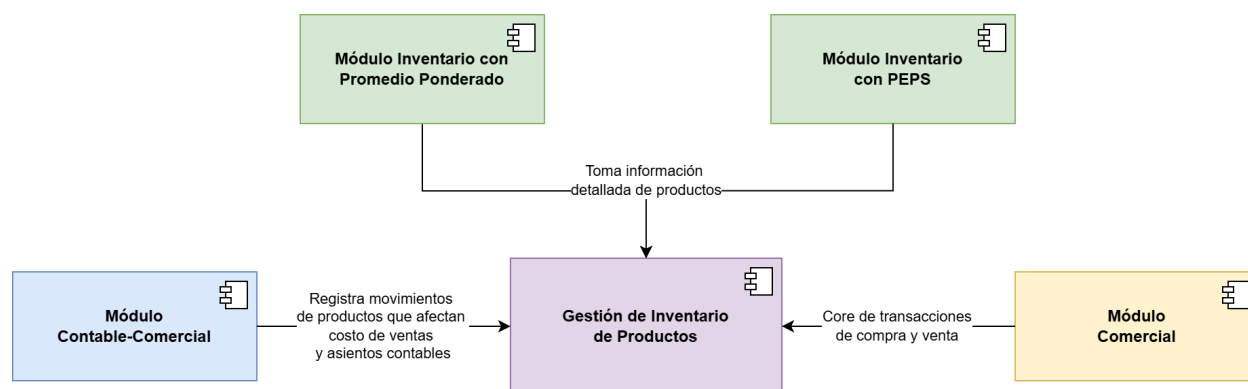 Módulo Inventario con
Promedio Ponderado
Módulo Inventario
con PEPS
Toma información
detallada de productos
Módulo
Contable-Comercial
Registra movimientos
de productos que afectan
costo de ventas
y asientos contables
Gestión de Inventario
de Productos
Core de transacciones
de compra y venta
Módulo
Comercial